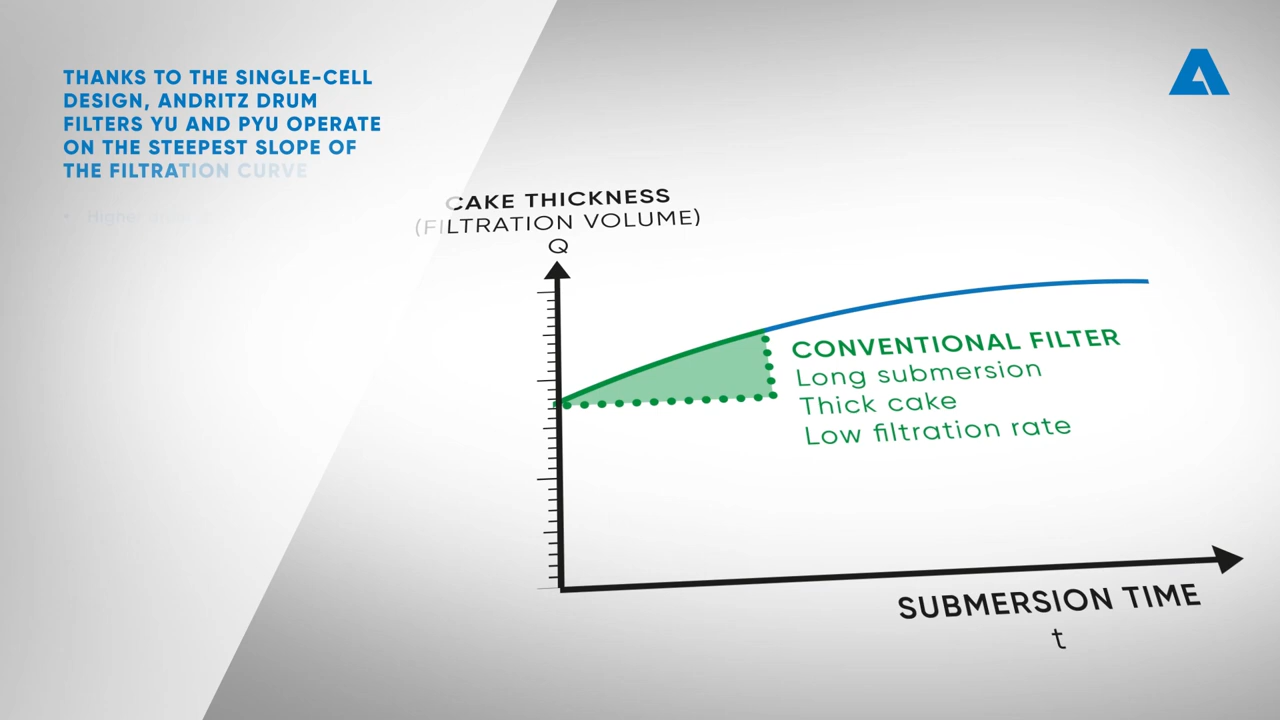 THANKS TO THE SINGLE-CELL
DESIGN, ANDRITZ DRUM
FILTERS YU AND PYU OPERATE
ON THE STEEPEST SLOPE OF
THE FILTRATION CURVE
• Higher
CAKE THICKNESS
(FILTRATION VOLUME)
Q
CONVENTIONAL FILTER
Long submersion
Thick cake
Low filtration rate
SUBMERSION TIME
t